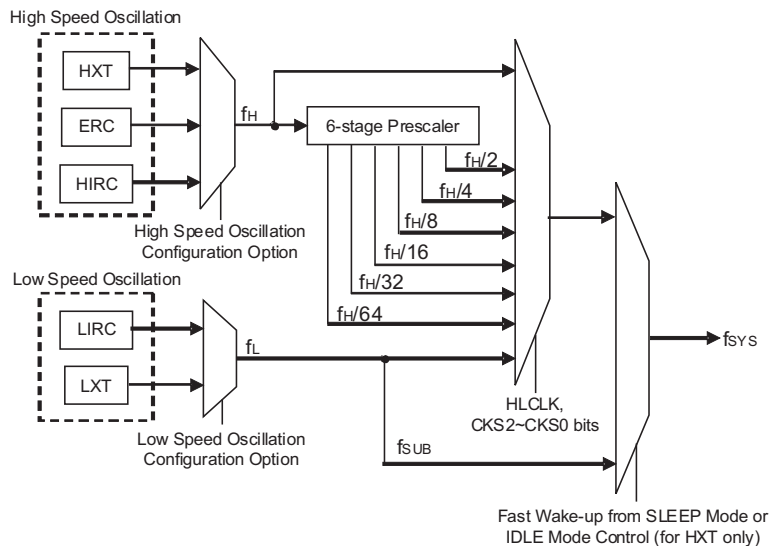 High Speed Oscillation
HXT
ERC
HIRC
fH
6-stage Prescaler
fH/2
fH/4
fH/8
fH/16
fH/32
fH/64
High Speed Oscillation
Configuration Option
Low Speed Oscillation
LIRC
LXT
fL
Low Speed Oscillation
Configuration Option
HLCLK,
CKS2~CKS0 bits
fSUB
fSYS
Fast Wake-up from SLEEP Mode or
IDLE Mode Control (for HXT only)